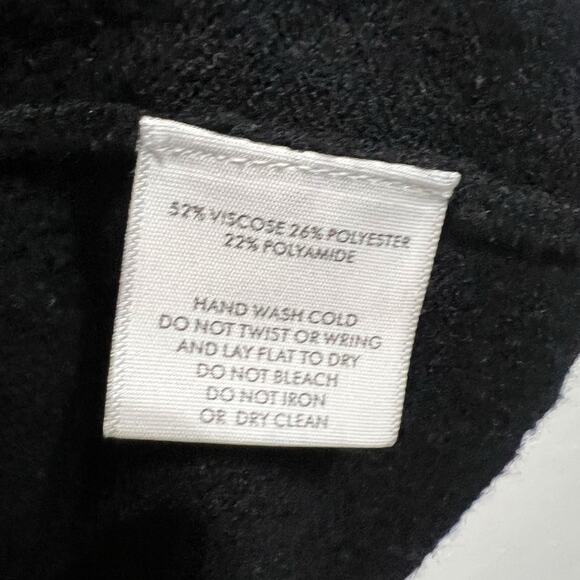 52% VISCOSE 26% POLYESTER
22% POLYAMIDE
HAND WASH COLD
DO NOT TWIST OR WRING
AND LAY FLAT TO DRY
DO NOT BLEACH
DO NOT IRON
OR DRY CLEAN